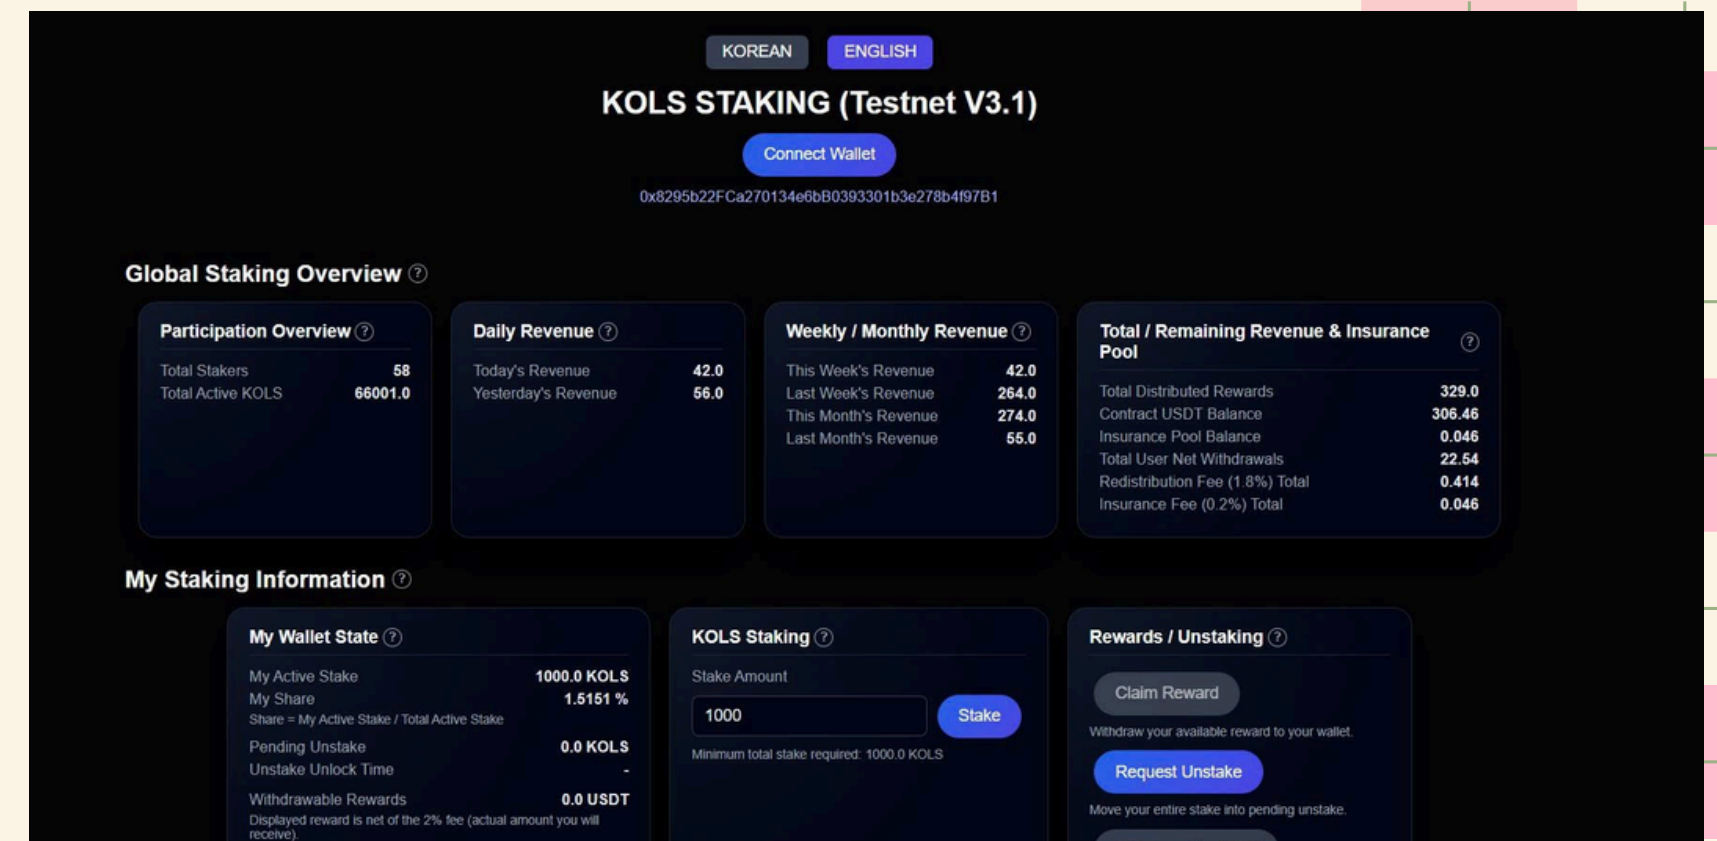 KOREAN
ENGLISH
KOLS STAKING (Testnet V3.1)
Connect Wallet
0x8295b22FCa270134e6bB0393301b3e278b4f97B1
Global Staking Overview ?
Participation Overview ?
Total Stakers 58
Total Active KOLS 66001.0
Daily Revenue ?
Today's Revenue 42.0
Yesterday's Revenue 56.0
Weekly / Monthly Revenue ?
This Week's Revenue 42.0
Last Week's Revenue 264.0
This Month's Revenue 274.0
Last Month's Revenue 55.0
Total / Remaining Revenue & Insurance
Pool ?
Total Distributed Rewards 329.0
Contract USDT Balance 306.46
Insurance Pool Balance 0.046
Total User Net Withdrawals 22.54
Redistribution Fee (1.8%) Total 0.414
Insurance Fee (0.2%) Total 0.046
My Staking Information ?
My Wallet State ?
My Active Stake 1000.0 KOLS
My Share 1.5151 %
Share = My Active Stake / Total Active Stake
Pending Unstake 0.0 KOLS
Unstake Unlock Time -
Withdrawable Rewards 0.0 USDT
Displayed reward is net of the 2% fee (actual amount you will
receive).
KOLS Staking ?
Stake Amount
1000
Stake
Minimum total stake required: 1000.0 KOLS
Rewards / Unstaking ?
Claim Reward
Withdraw your available reward to your wallet.
Request Unstake
Move your entire stake into pending unstake.